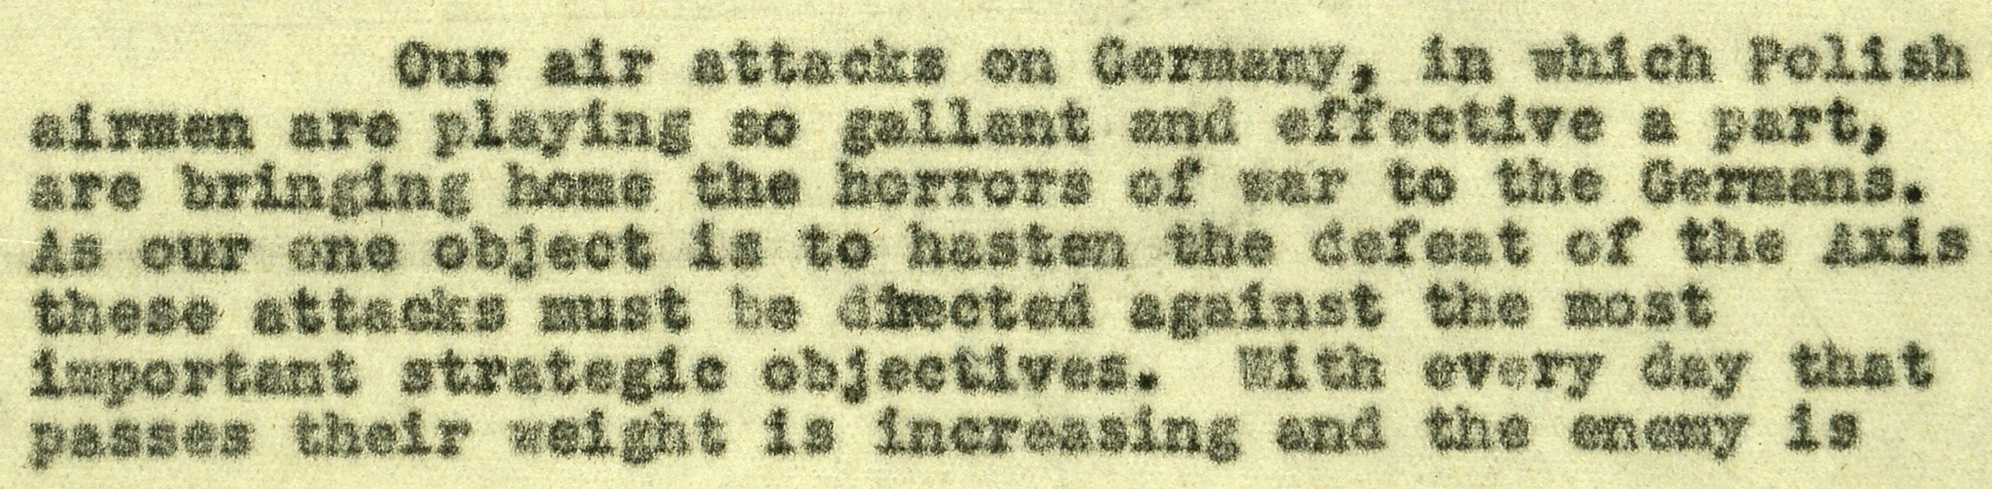 Our air attacks on Germany, in which Polish
airmen are playing so gallant and effective a part,
are bringing home the horrors of war to the Germans.
As our one object is to hasten the defeat of the Axis
these attacks must be directed against the most
important strategic objectives. With every day that
passes their weight is increasing and the enemy is